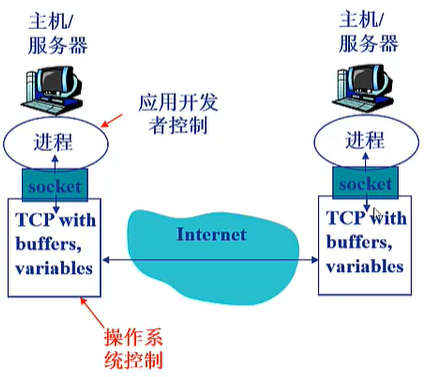 主机/
服务器
主机/
服务器
应用开发
者控制
进程
进程
socket
socket
TCP with
buffers,
variables
Internet
TCP with
buffers,
variables
操作系
统控制